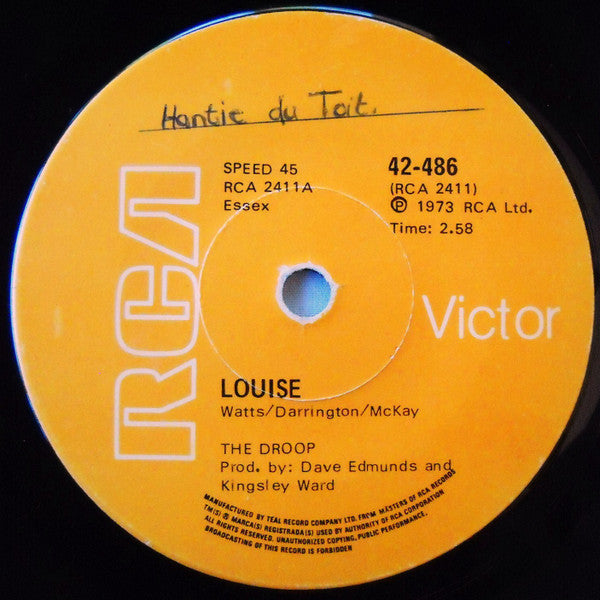 Hantie du Toit.
SPEED 45
RCA 2411A
Essex
42-486
(RCA 2411)
Ⓟ 1973 RCA Ltd.
Time: 2.58
RCA
Victor
LOUISE
Watts/Darrington/McKay
THE DROOP
Prod. by: Dave Edmunds and
Kingsley Ward
MANUFACTURED BY TEAL RECORD COMPANY LTD. FROM MASTERS OF RCA RECORDS
TM(S) ® MARCA(S) REGISTRADA(S) USED BY AUTHORITY OF RCA CORPORATION
ALL RIGHTS RESERVED. UNAUTHORIZED COPYING, PUBLIC PERFORMANCE,
BROADCASTING OF THIS RECORD IS FORBIDDEN